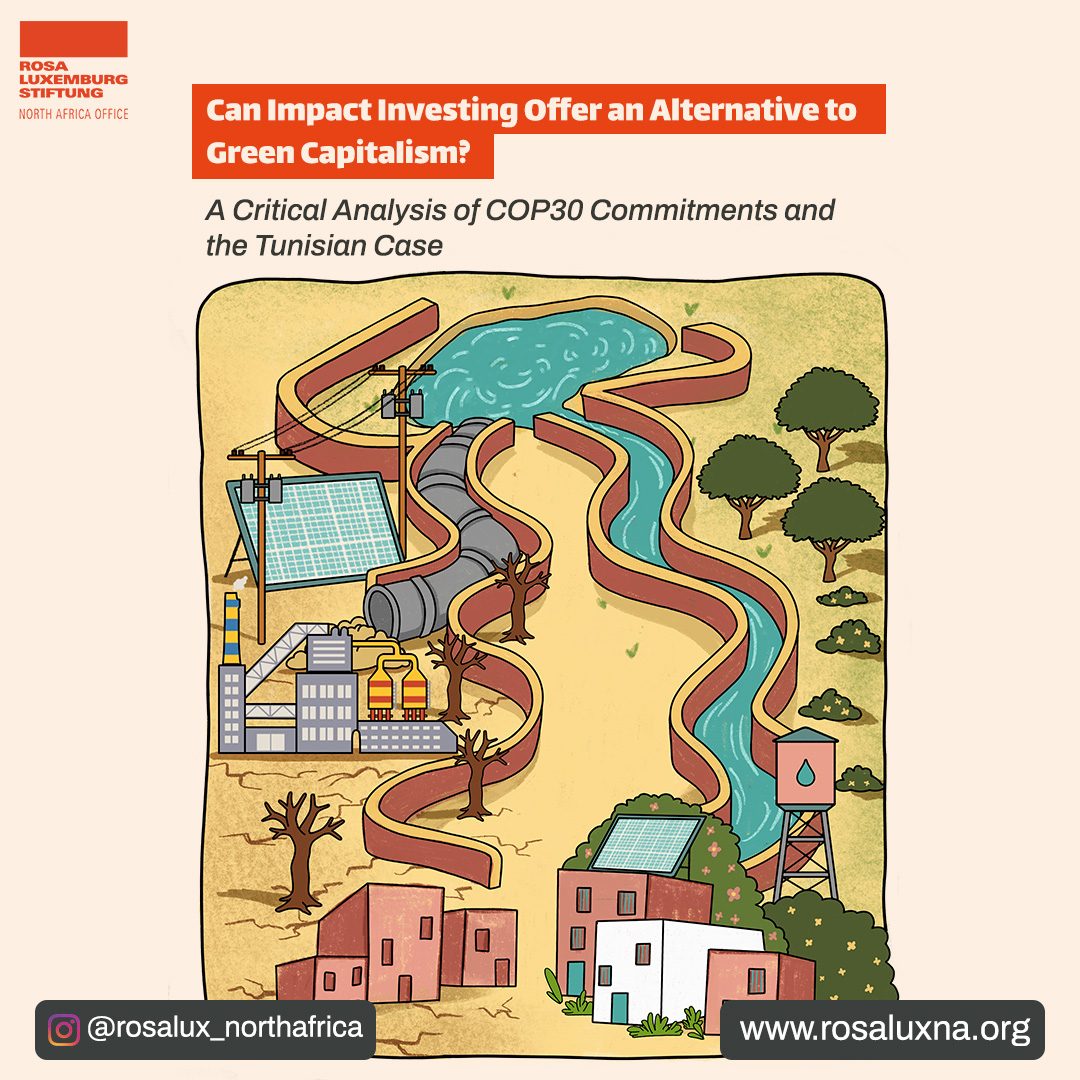 ROSA
LUXEMBURG
STIFTUNG
NORTH AFRICA OFFICE
Can Impact Investing Offer an Alternative to
Green Capitalism?
A Critical Analysis of COP30 Commitments and
the Tunisian Case
@rosalux_northafrica
www.rosaluxna.org